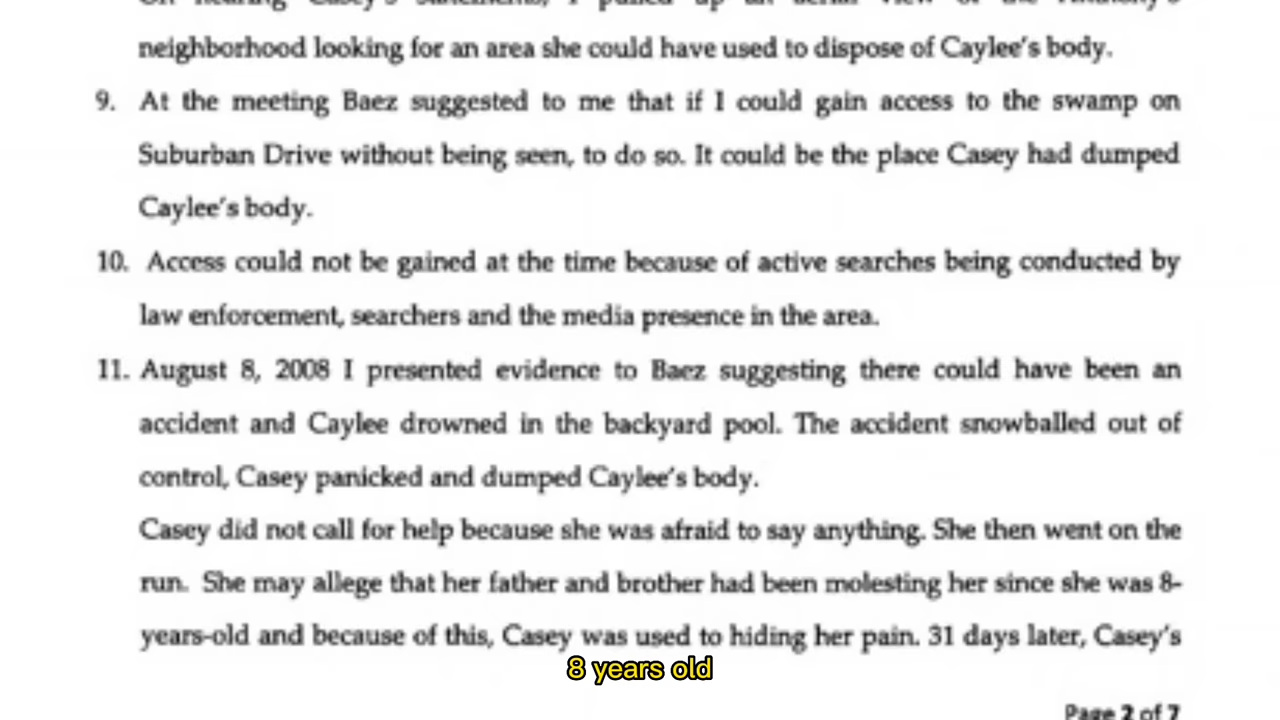 neighborhood looking for an area she could have used to dispose of Caylee's body.
9. At the meeting Baez suggested to me that if I could gain access to the swamp on
Suburban Drive without being seen, to do so. It could be the place Casey had dumped
Caylee's body.
10. Access could not be gained at the time because of active searches being conducted by
law enforcement, searchers and the media presence in the area.
11. August 8, 2008 I presented evidence to Baez suggesting there could have been an
accident and Caylee drowned in the backyard pool. The accident snowballed out of
control, Casey panicked and dumped Caylee's body.
Casey did not call for help because she was afraid to say anything. She then went on the
run. She may allege that her father and brother had been molesting her since she was 8-
years-old and because of this, Casey was used to hiding her pain. 31 days later, Casey's
8 years old
Page 2 of 7